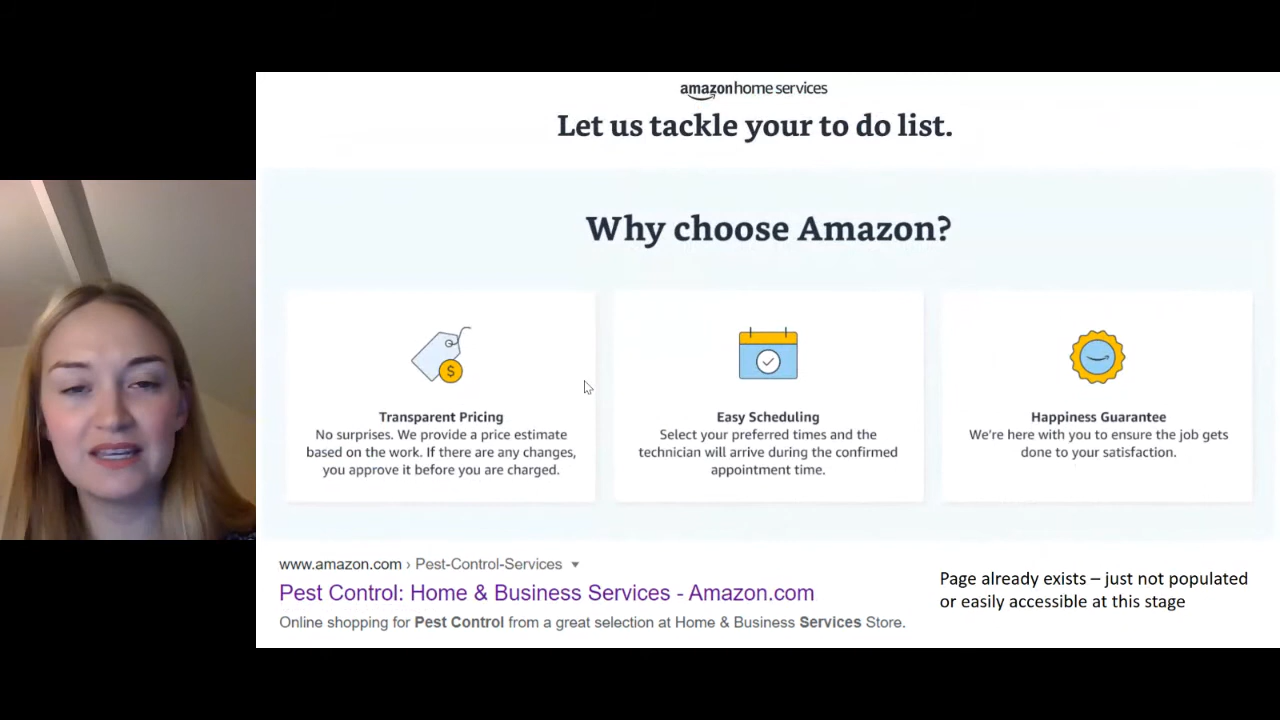 amazonhome services
Let us tackle your to do list.
Why choose Amazon?
$
Transparent Pricing
No surprises. We provide a price estimate
based on the work. If there are any changes,
you approve it before you are charged.
Easy Scheduling
Select your preferred times and the
technician will arrive during the confirmed
appointment time.
Happiness Guarantee
We're here with you to ensure the job gets
done to your satisfaction.
www.amazon.com › Pest-Control-Services
Pest Control: Home & Business Services - Amazon.com
Online shopping for Pest Control from a great selection at Home & Business Services Store.
Page already exists – just not populated
or easily accessible at this stage